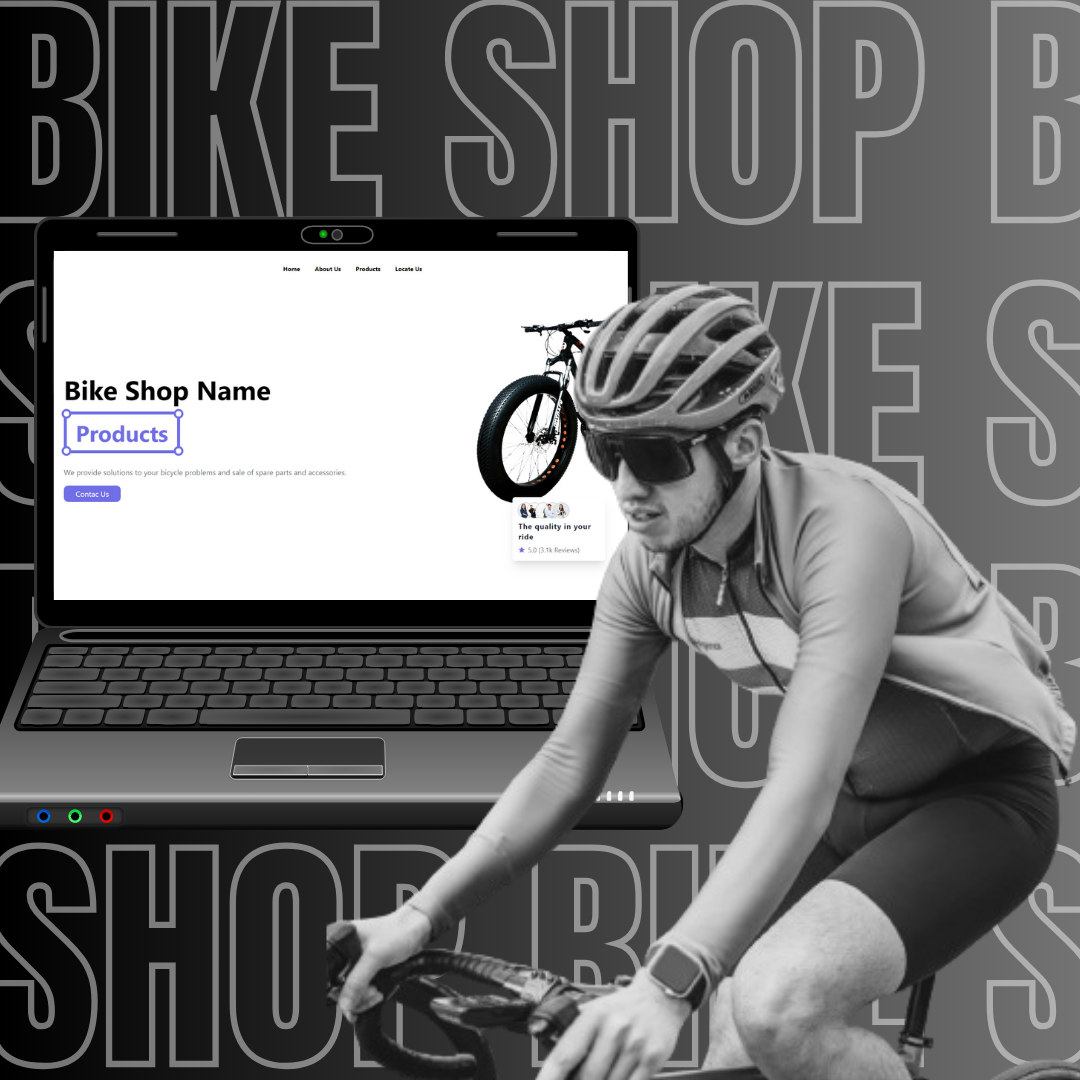 BIKE SHOP B
Home About Us Products Locate Us
IKE S
Bike Shop Name
Products
We provide solutions to your bicycle problems and sale of spare parts and accessories.
Contac Us
The quality in your
ride
5.0 (3.1k Reviews)
SHOP BIKE S